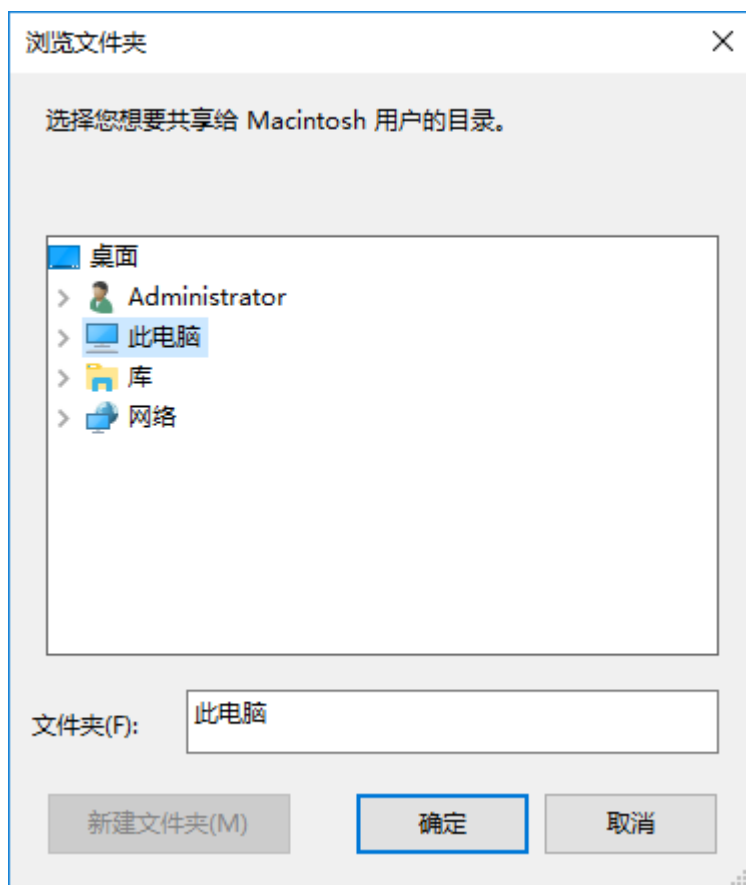 浏览文件夹
选择您想要共享给 Macintosh 用户的目录。
桌面
Administrator
此电脑
库
网络
文件夹(F):
此电脑
新建文件夹(M)
确定
取消